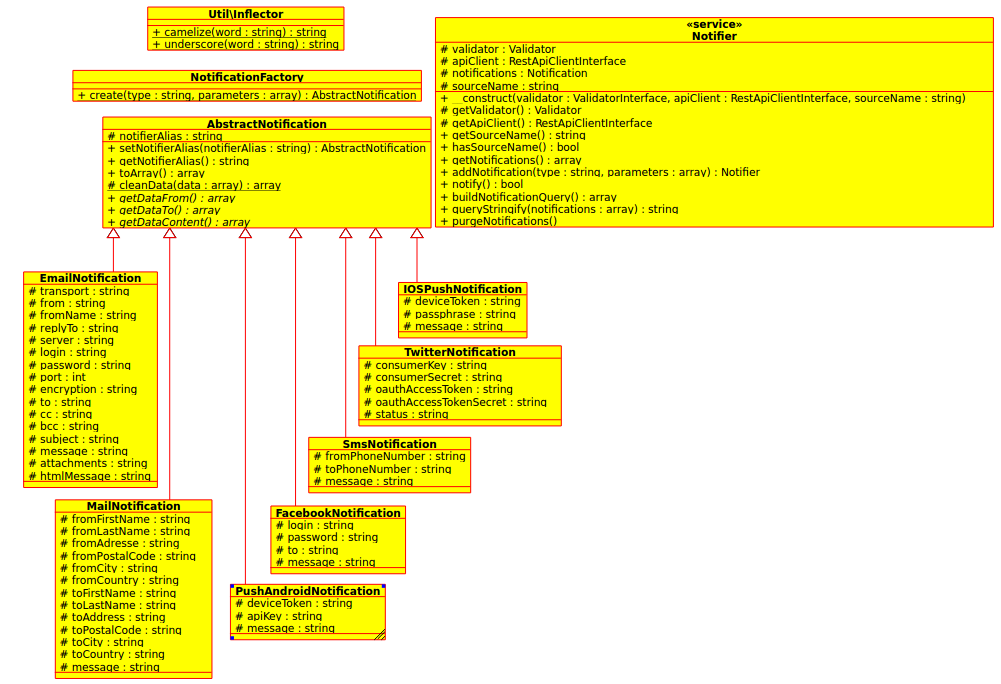 Util\Inflector
+ camelize(word : string) : string
+ underscore(word : string) : string
NotificationFactory
+ create(type : string, parameters : array) : AbstractNotification
«service»
Notifier
# validator : Validator
# apiClient : RestApiClientInterface
# notifications : Notification
# sourceName : string
+ __construct(validator : ValidatorInterface, apiClient : RestApiClientInterface, sourceName : string)
# getValidator() : Validator
# getApiClient() : RestApiClientInterface
+ getSourceName() : string
+ hasSourceName() : bool
+ getNotifications() : array
+ addNotification(type : string, parameters : array) : Notifier
+ notify() : bool
+ buildNotificationQuery() : array
+ queryStringify(notifications : array) : string
+ purgeNotifications()
AbstractNotification
# notifierAlias : string
+ setNotifierAlias(notifierAlias : string) : AbstractNotification
+ getNotifierAlias() : string
+ toArray() : array
# cleanData(data : array) : array
+ getDataFrom() : array
+ getDataTo() : array
+ getDataContent() : array
EmailNotification
# transport : string
# from : string
# fromName : string
# replyTo : string
# server : string
# login : string
# password : string
# port : int
# encryption : string
# to : string
# cc : string
# bcc : string
# subject : string
# message : string
# attachments : string
# htmlMessage : string
IOSPushNotification
# deviceToken : string
# passphrase : string
# message : string
TwitterNotification
# consumerKey : string
# consumerSecret : string
# oauthAccessToken : string
# oauthAccessTokenSecret : string
# status : string
SmsNotification
# fromPhoneNumber : string
# toPhoneNumber : string
# message : string
MailNotification
# fromFirstName : string
# fromLastName : string
# fromAdresse : string
# fromPostalCode : string
# fromCity : string
# fromCountry : string
# toFirstName : string
# toLastName : string
# toAddress : string
# toPostalCode : string
# toCity : string
# toCountry : string
# message : string
FacebookNotification
# login : string
# password : string
# to : string
# message : string
PushAndroidNotification
# deviceToken : string
# apiKey : string
# message : string